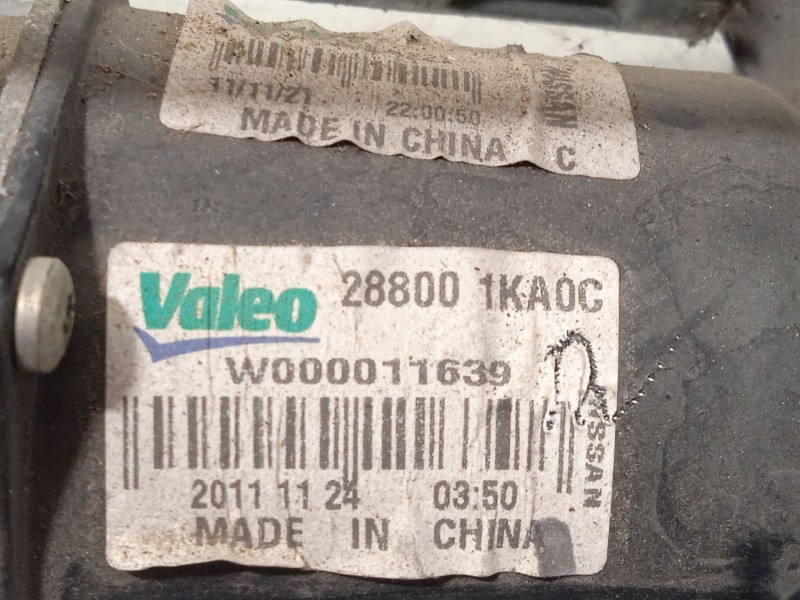 11/11/21 22:00:50
NISSAN
MADE IN CHINA C
Valeo 28800 1KA0C
W000011639
NISSAN
2011 11 24 03:50
MADE IN CHINA